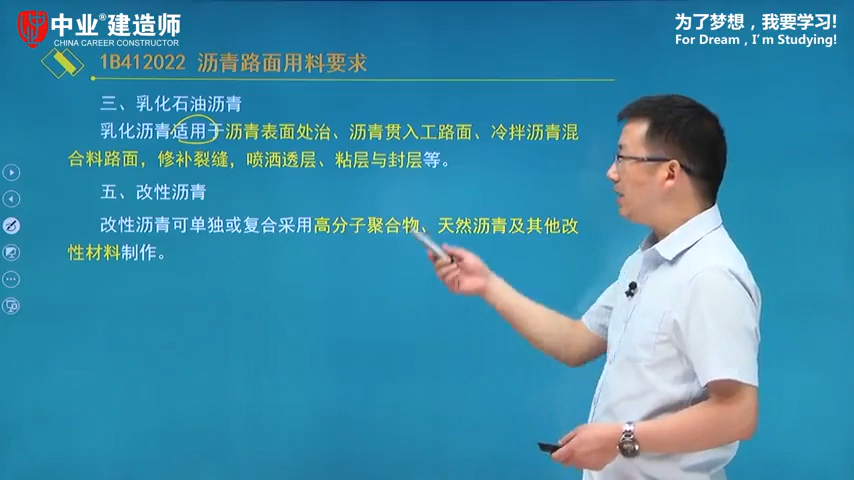 中业®建造师
CHINA CAREER CONSTRUCTOR
为了梦想，我要学习!
For Dream , I'm Studying!
1B412022 沥青路面用料要求
三、乳化石油沥青
乳化沥青适用于沥青表面处治、沥青贯入工路面、冷拌沥青混
合料路面，修补裂缝，喷洒透层、粘层与封层等。
五、改性沥青
改性沥青可单独或复合采用高分子聚合物、天然沥青及其他改
性材料制作。